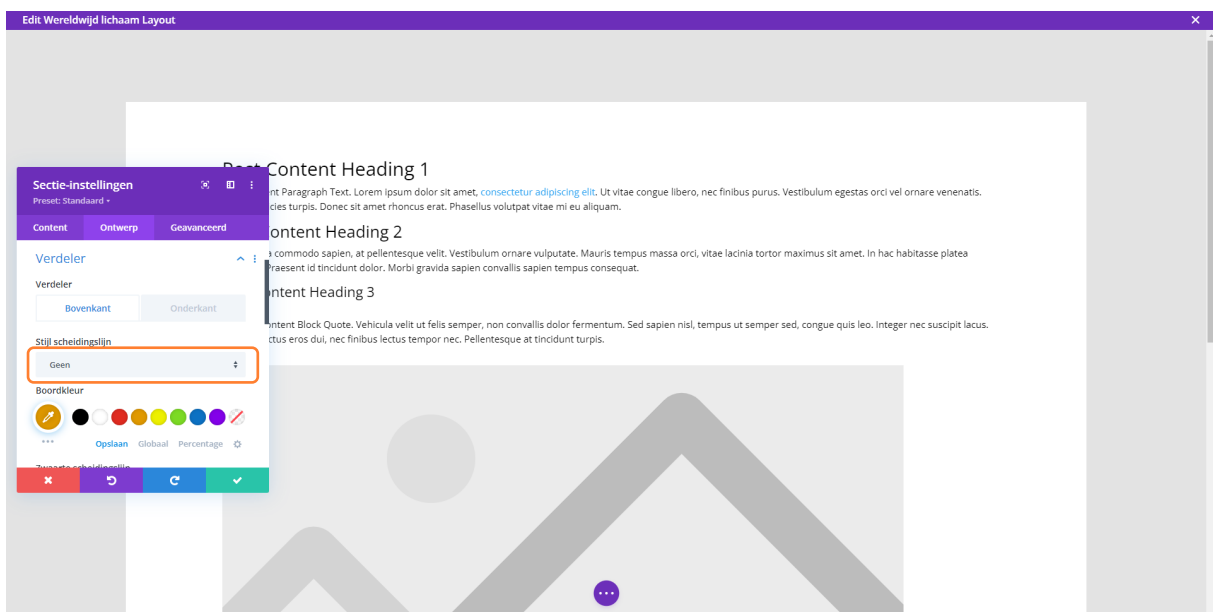 Edit Wereldwijd lichaam Layout
Content Heading 1
Paragraph Text. Lorem ipsum dolor sit amet, consectetur adipiscing elit. Ut vitae congue libero, nec finibus purus. Vestibulum egestas orci vel ornare venenatis.
turpis. Donec sit amet rhoncus erat. Phasellus volutpat vitae mi eu aliquam.
Heading 2
commodo sapien, at pellentesque velit. Vestibulum ornare vulputate. Mauris tempus massa orci, vitae lacinia tortor maximus sit amet. In hac habitasse platea
Praesent id tincidunt dolor. Morbi gravida sapien convallis sapien tempus consequat.
Heading 3
Block Quote. Vehicula velit ut felis semper, non convallis dolor fermentum. Sed sapien nisl, tempus ut semper sed, congue quis leo. Integer nec suscipit lacus.
eros dui, nec finibus lectus tempor nec. Pellentesque at tincidunt turpis.
Sectie-instellingen
Preset: Standaard
Content Ontwerp Geavanceerd
Verdeler
Verdeler
Bovenkant Onderkant
Stijl scheidingslijn
Geen
Boordkleur
Opslaan Globaal Percentage